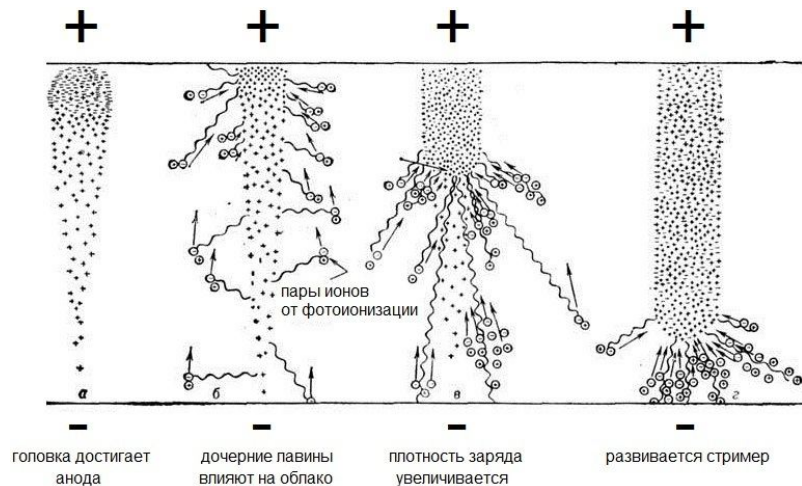 + + + +
пары ионов
от фотоионизации
а б в г
- - - -
головка достигает
анода
дочерние лавины
влияют на облако
плотность заряда
увеличивается
развивается стример